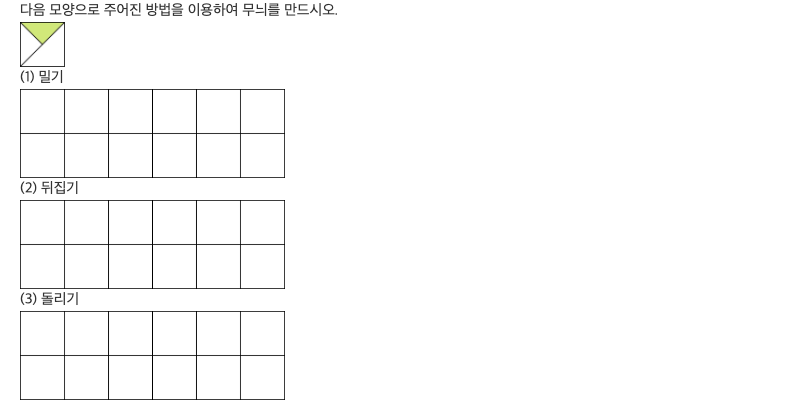 다음 모양으로 주어진 방법을 이용하여 무늬를 만드시오.
(1) 밀기
(2) 뒤집기
(3) 돌리기